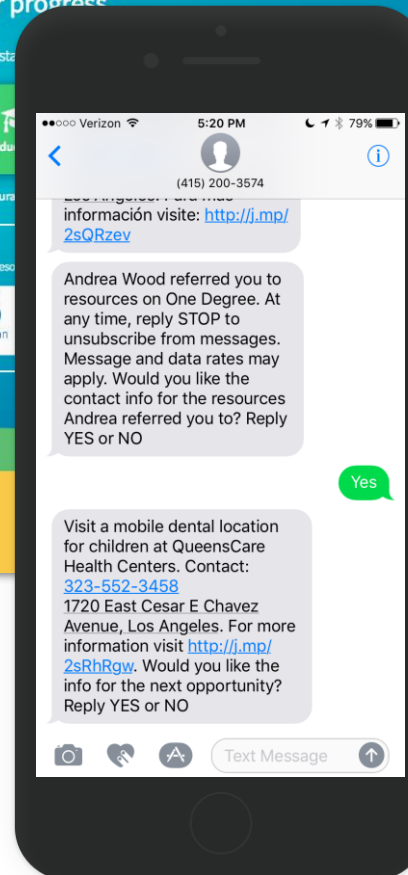 r progress
Verizon
5:20 PM
79%
(415) 200-3574
información visite: http://j.mp/
2sQRzev
Andrea Wood referred you to
resources on One Degree. At
any time, reply STOP to
unsubscribe from messages.
Message and data rates may
apply. Would you like the
contact info for the resources
Andrea referred you to? Reply
YES or NO
Yes
Visit a mobile dental location
for children at QueensCare
Health Centers. Contact:
323-552-3458
1720 East Cesar E Chavez
Avenue, Los Angeles. For more
information visit http://j.mp/
2sRhRgw. Would you like the
info for the next opportunity?
Reply YES or NO
Text Message